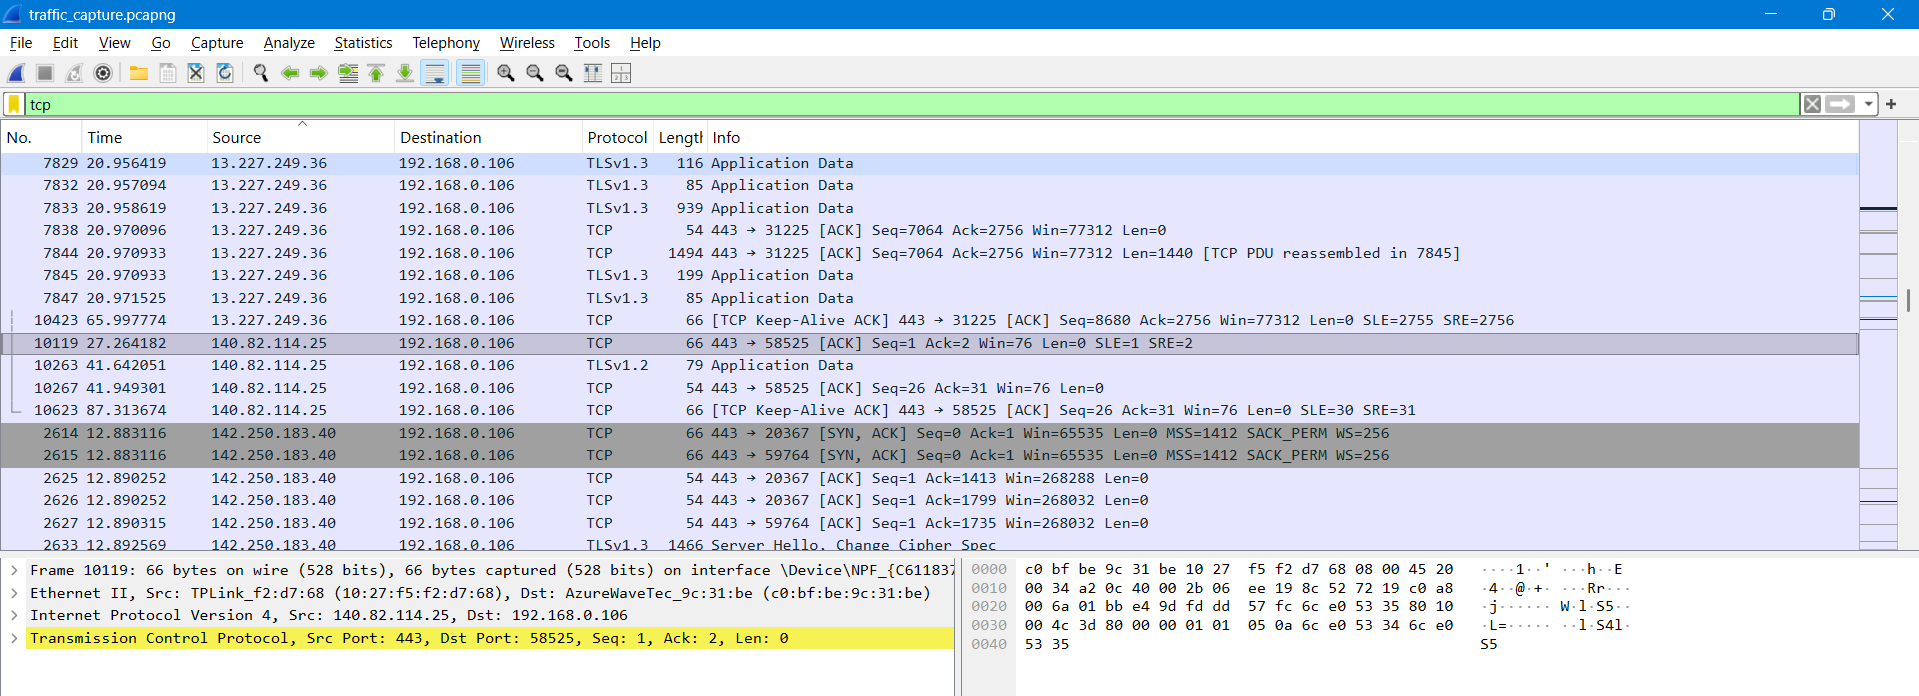 traffic_capture.pcapng
File Edit View Go Capture Analyze Statistics Telephony Wireless Tools Help
tcp
No. Time Source Destination Protocol Length Info
7829 20.956419 13.227.249.36 192.168.0.106 TLSv1.3 116 Application Data
7832 20.957094 13.227.249.36 192.168.0.106 TLSv1.3 85 Application Data
7833 20.958619 13.227.249.36 192.168.0.106 TLSv1.3 939 Application Data
7838 20.970096 13.227.249.36 192.168.0.106 TCP 54 443 → 31225 [ACK] Seq=7064 Ack=2756 Win=77312 Len=0
7844 20.970933 13.227.249.36 192.168.0.106 TCP 1494 443 → 31225 [ACK] Seq=7064 Ack=2756 Win=77312 Len=1440 [TCP PDU reassembled in 7845]
7845 20.970933 13.227.249.36 192.168.0.106 TLSv1.3 199 Application Data
7847 20.971525 13.227.249.36 192.168.0.106 TLSv1.3 85 Application Data
10423 65.997774 13.227.249.36 192.168.0.106 TCP 66 [TCP Keep-Alive ACK] 443 → 31225 [ACK] Seq=8680 Ack=2756 Win=77312 Len=0 SLE=2755 SRE=2756
10119 27.264182 140.82.114.25 192.168.0.106 TCP 66 443 → 58525 [ACK] Seq=1 Ack=2 Win=76 Len=0 SLE=1 SRE=2
10263 41.642051 140.82.114.25 192.168.0.106 TLSv1.2 79 Application Data
10267 41.949301 140.82.114.25 192.168.0.106 TCP 54 443 → 58525 [ACK] Seq=26 Ack=31 Win=76 Len=0
10623 87.313674 140.82.114.25 192.168.0.106 TCP 66 [TCP Keep-Alive ACK] 443 → 58525 [ACK] Seq=26 Ack=31 Win=76 Len=0 SLE=30 SRE=31
2614 12.883116 142.250.183.40 192.168.0.106 TCP 66 443 → 20367 [SYN, ACK] Seq=0 Ack=1 Win=65535 Len=0 MSS=1412 SACK_PERM WS=256
2615 12.883116 142.250.183.40 192.168.0.106 TCP 66 443 → 59764 [SYN, ACK] Seq=0 Ack=1 Win=65535 Len=0 MSS=1412 SACK_PERM WS=256
2625 12.890252 142.250.183.40 192.168.0.106 TCP 54 443 → 20367 [ACK] Seq=1 Ack=1413 Win=268288 Len=0
2626 12.890252 142.250.183.40 192.168.0.106 TCP 54 443 → 20367 [ACK] Seq=1 Ack=1799 Win=268032 Len=0
2627 12.890315 142.250.183.40 192.168.0.106 TCP 54 443 → 59764 [ACK] Seq=1 Ack=1735 Win=268032 Len=0
2633 12.892569 142.250.183.40 192.168.0.106 TLSv1.3 1466 Server Hello, Change Cipher Spec
Frame 10119: 66 bytes on wire (528 bits), 66 bytes captured (528 bits) on interface \Device\NPF_{C611837
Ethernet II, Src: TPLink_f2:d7:68 (10:27:f5:f2:d7:68), Dst: AzureWaveTec_9c:31:be (c0:bf:be:9c:31:be)
Internet Protocol Version 4, Src: 140.82.114.25, Dst: 192.168.0.106
Transmission Control Protocol, Src Port: 443, Dst Port: 58525, Seq: 1, Ack: 2, Len: 0
0000 c0 bf be 9c 31 be 10 27 f5 f2 d7 68 08 00 45 20 ····1··' ···h··E
0010 00 34 a2 0c 40 00 2b 06 ee 19 8c 52 72 19 c0 a8 ·4··@·+· ···Rr···
0020 00 6a 01 bb e4 9d fd dd 57 fc 6c e0 53 35 80 10 ·j······ W·l·S5··
0030 00 4c 3d 80 00 00 01 01 05 0a 6c e0 53 34 6c e0 ·L=····· ··l·S4l·
0040 53 35 S5